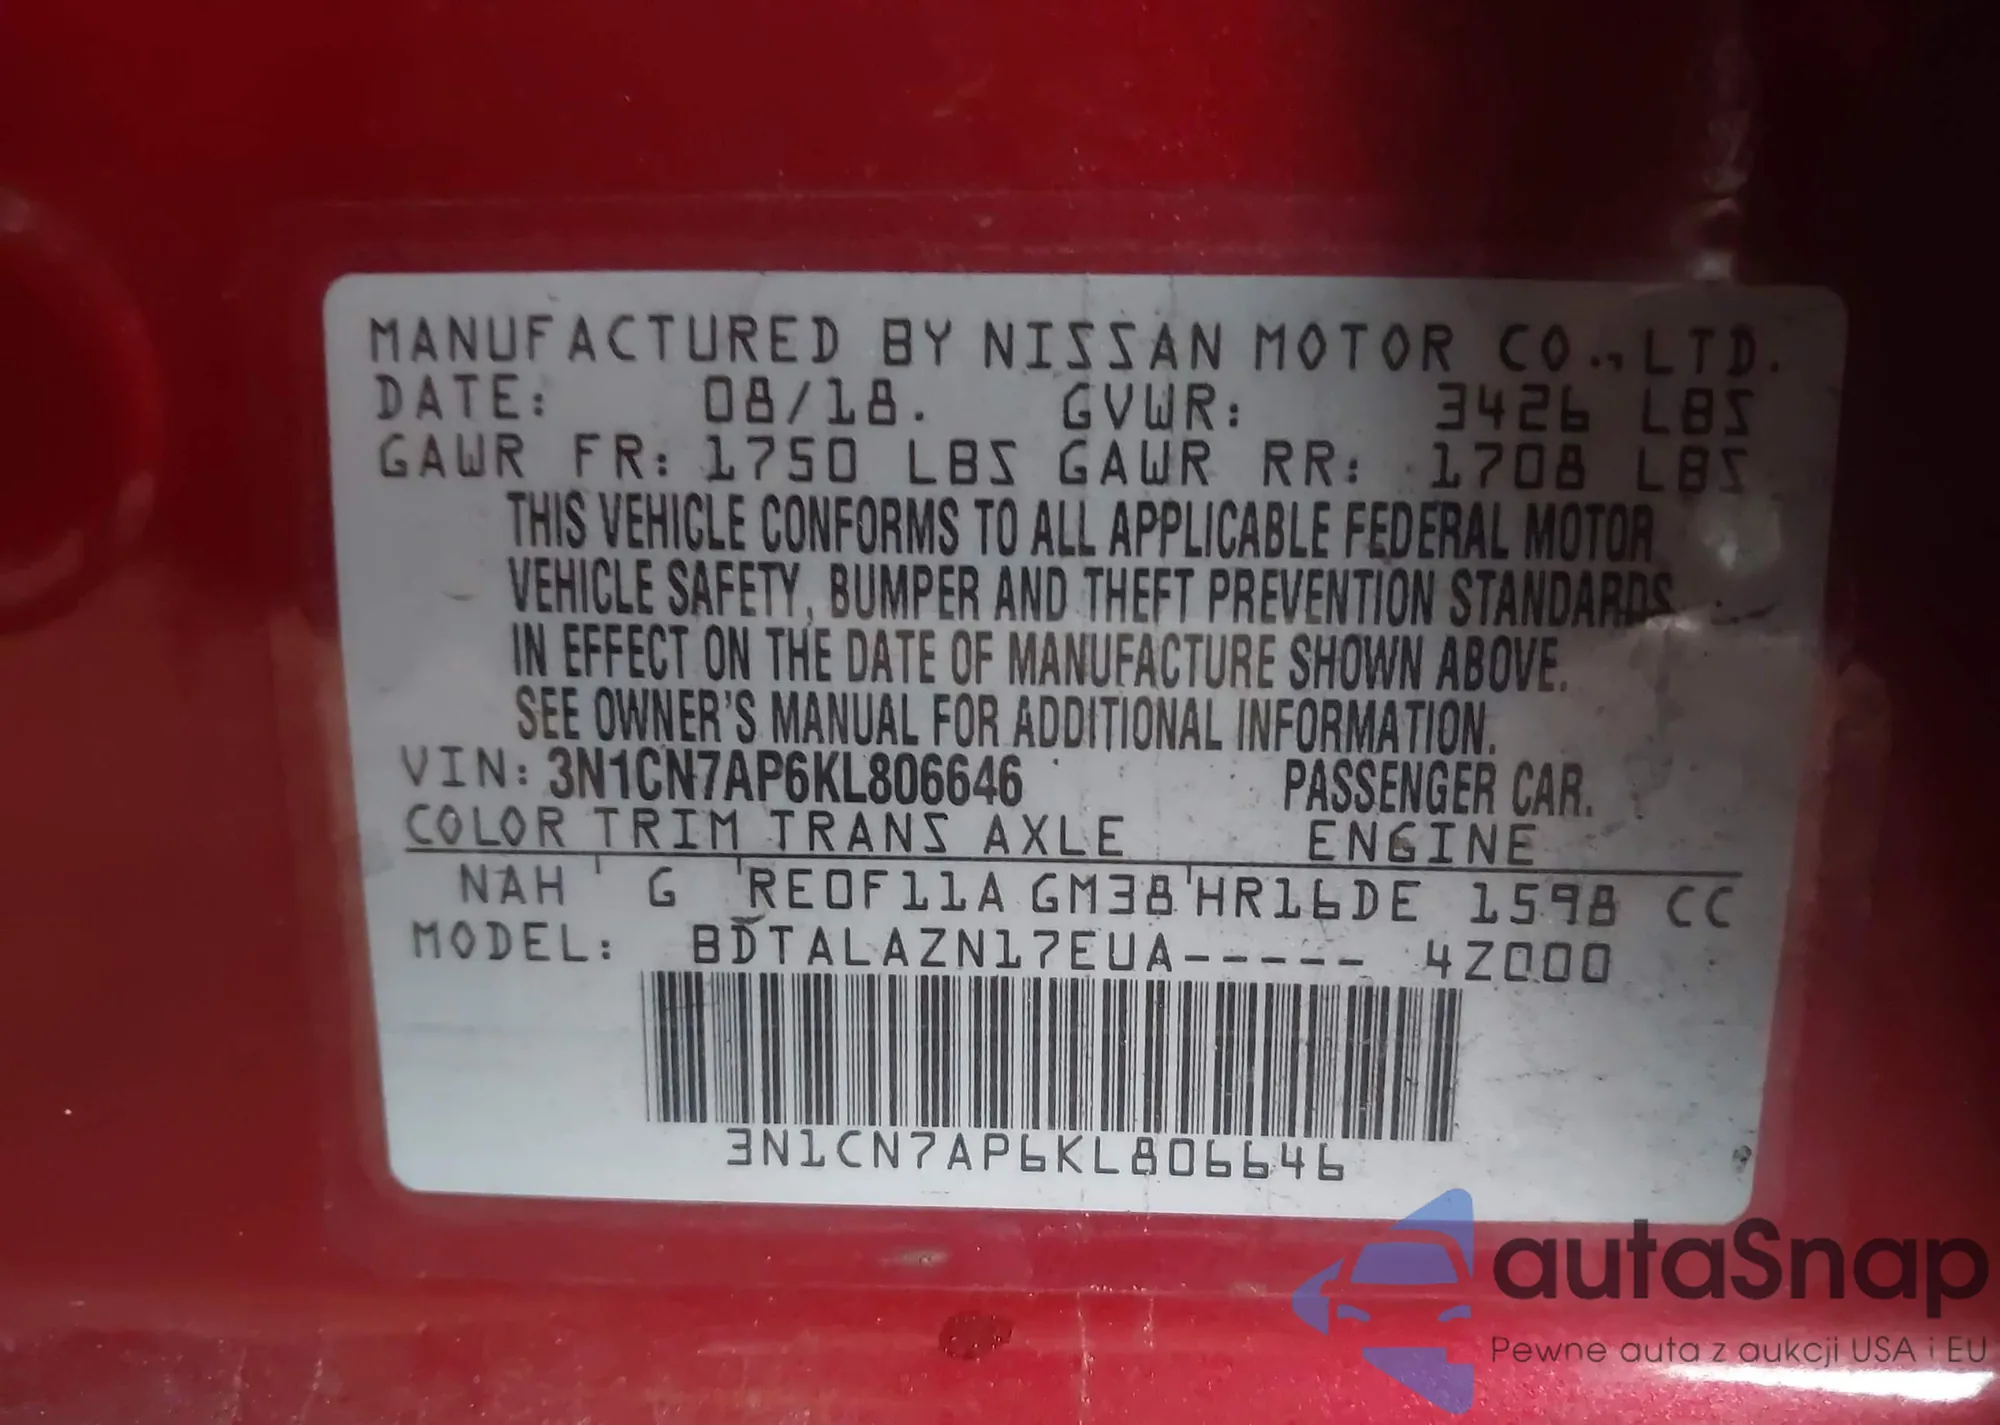 MANUFACTURED BY NISSAN MOTOR CO.,LTD.
DATE: 08/18. GVWR: 3426 LBS
GAWR FR: 1750 LBS GAWR RR: 1708 LBS
THIS VEHICLE CONFORMS TO ALL APPLICABLE FEDERAL MOTOR
VEHICLE SAFETY, BUMPER AND THEFT PREVENTION STANDARDS
IN EFFECT ON THE DATE OF MANUFACTURE SHOWN ABOVE.
SEE OWNER'S MANUAL FOR ADDITIONAL INFORMATION.
VIN: 3N1CN7AP6KL806646 PASSENGER CAR.
COLOR TRIM TRANS AXLE ENGINE
NAH ' G 'RE0F11A GM38'HR16DE 1598 CC
MODEL: BDTALAZN17EUA----- 4Z000
3N1CN7AP6KL806646
autaSnap
Pewne auta z aukcji USA i EU